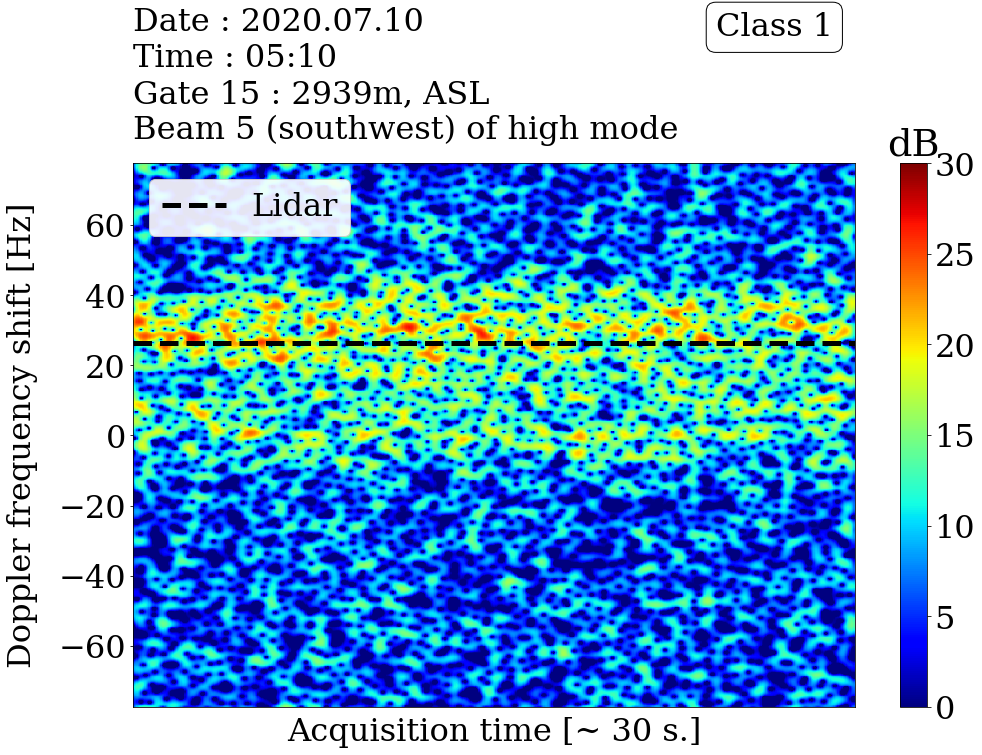 Date : 2020.07.10
Time : 05:10
Gate 15 : 2939m, ASL
Beam 5 (southwest) of high mode
Class 1
dB
Lidar
Doppler frequency shift [Hz]
60
40
20
0
−20
−40
−60
Acquisition time [~ 30 s.]
30
25
20
15
10
5
0